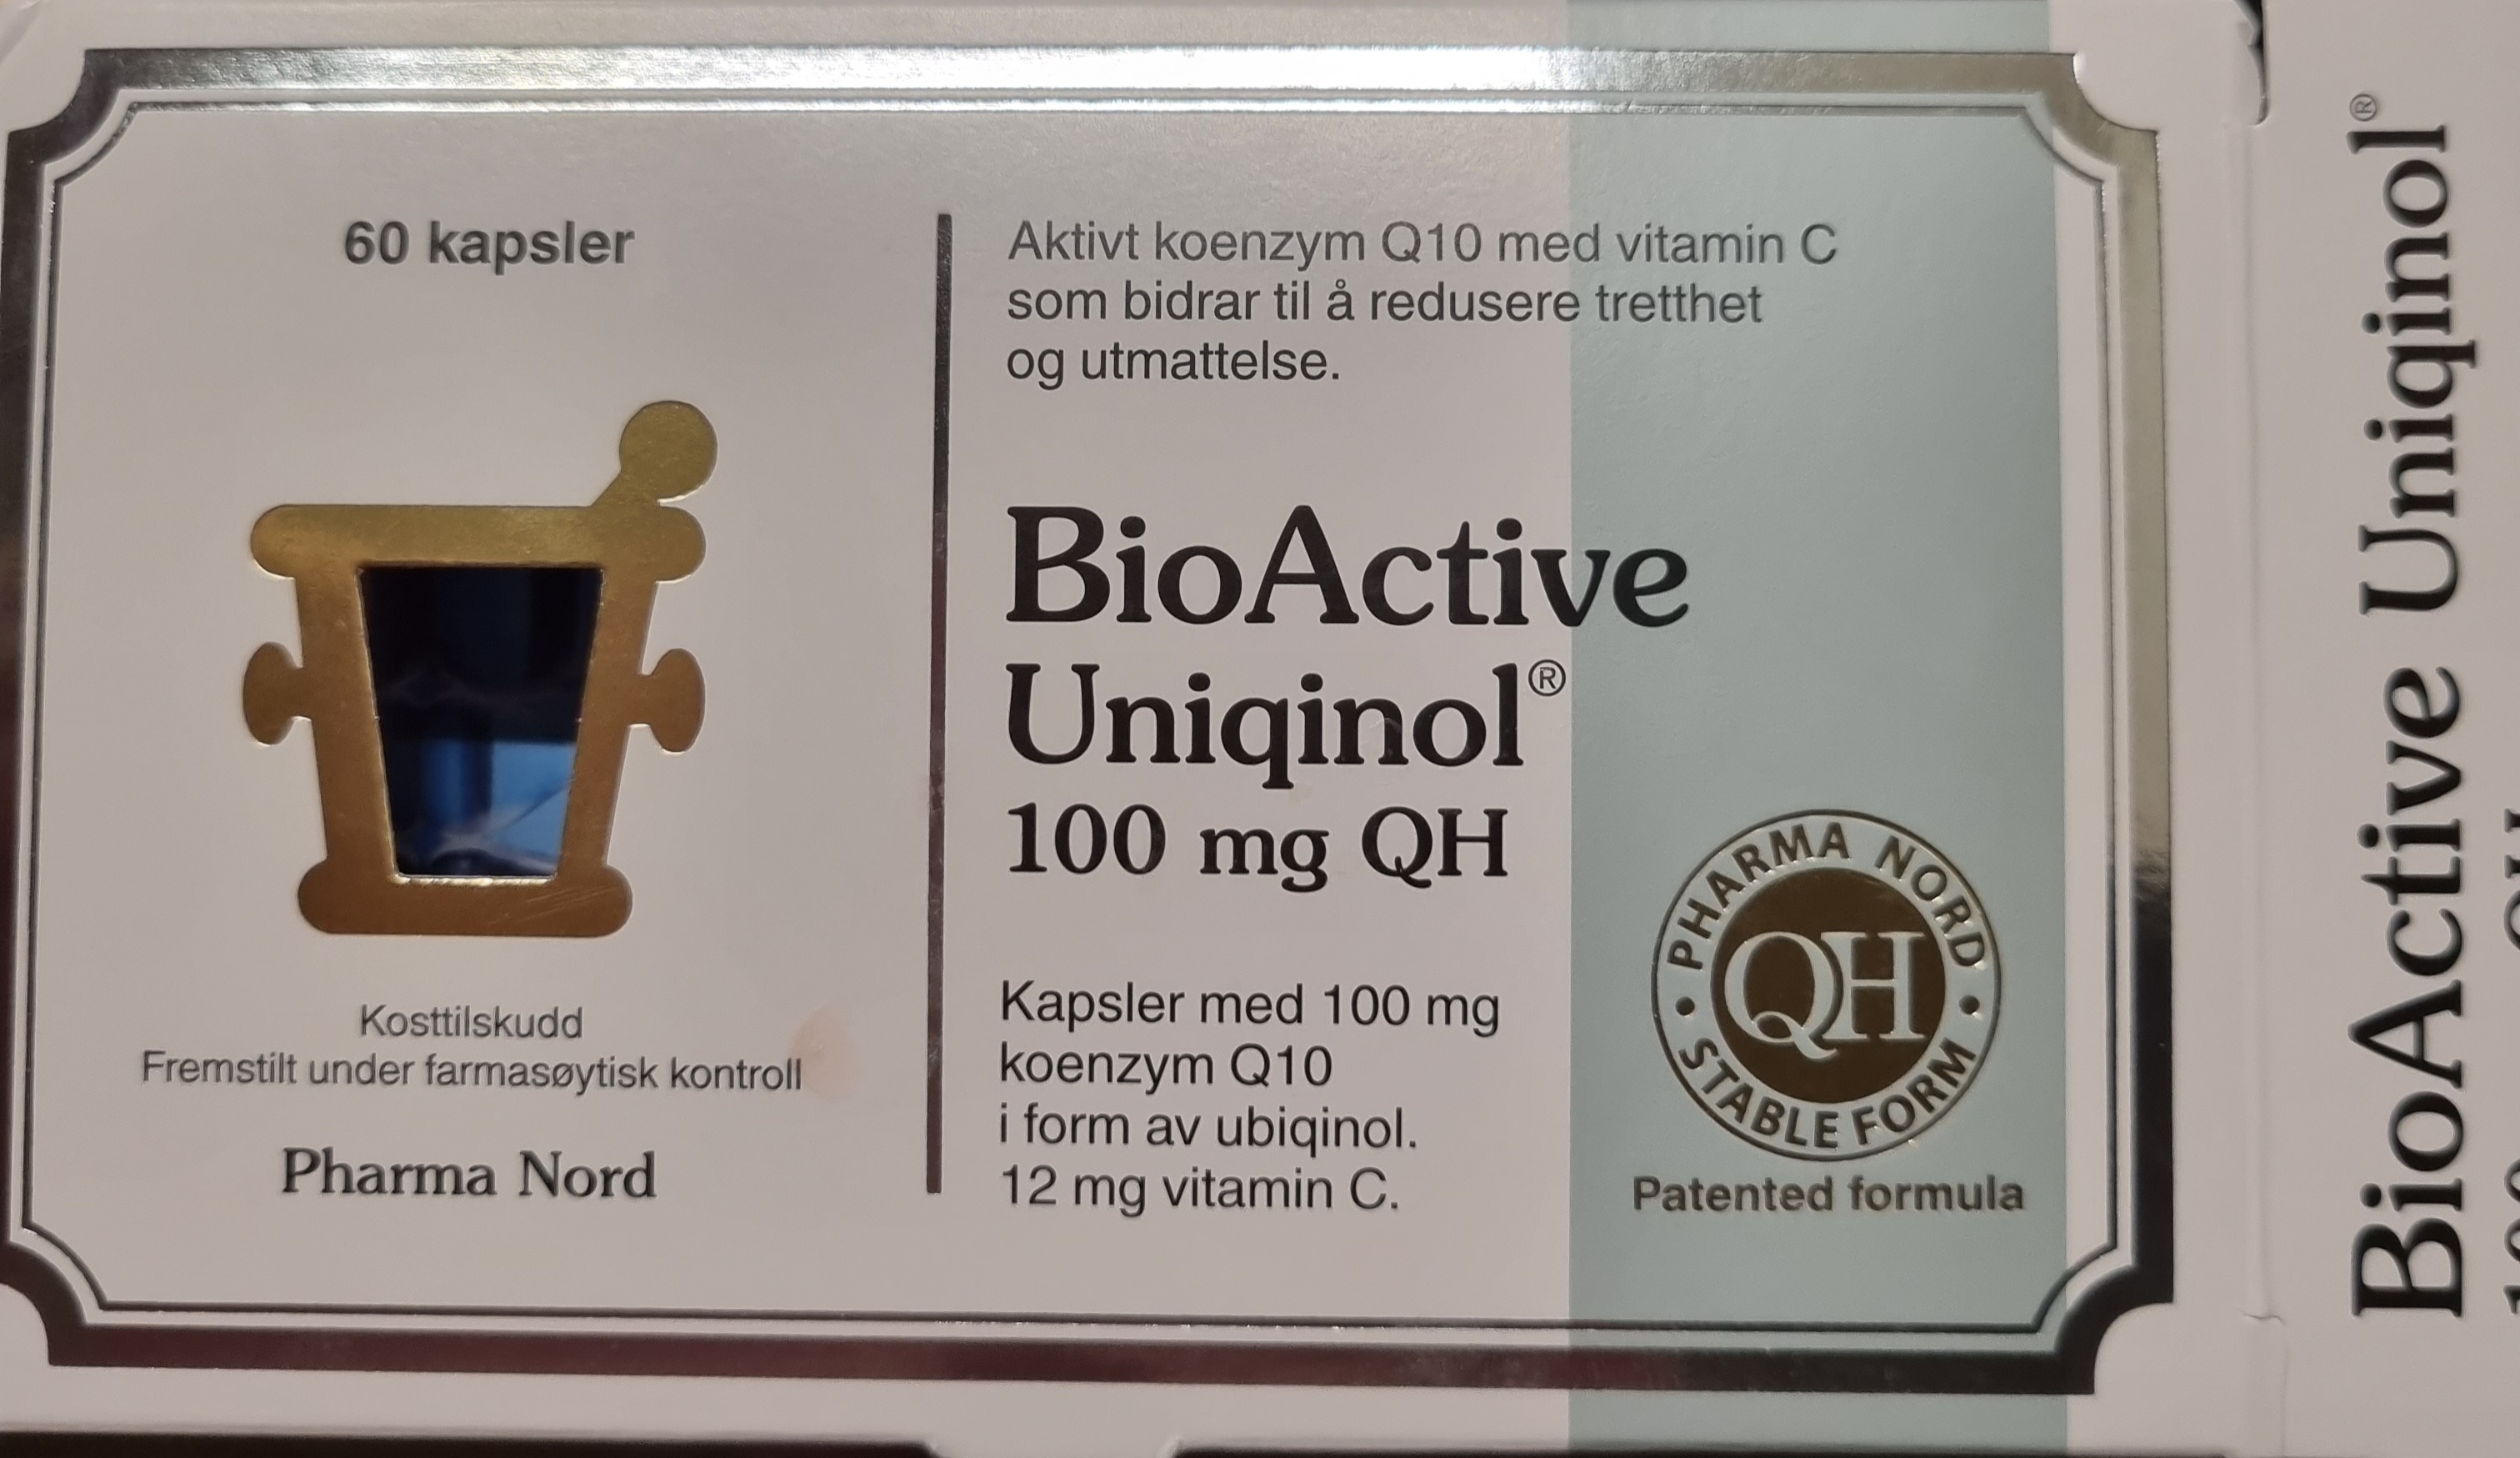 60 kapsler
Kosttilskudd
Fremstilt under farmasøytisk kontroll
Pharma Nord
Aktivt koenzym Q10 med vitamin C
som bidrar til å redusere tretthet
og utmattelse.
BioActive
Uniqinol®
100 mg QH
Kapsler med 100 mg
koenzym Q10
i form av ubiqinol.
12 mg vitamin C.
PHARMA NORD
QH
• STABLE FORM •
Patented formula
BioActive Uniqinol®